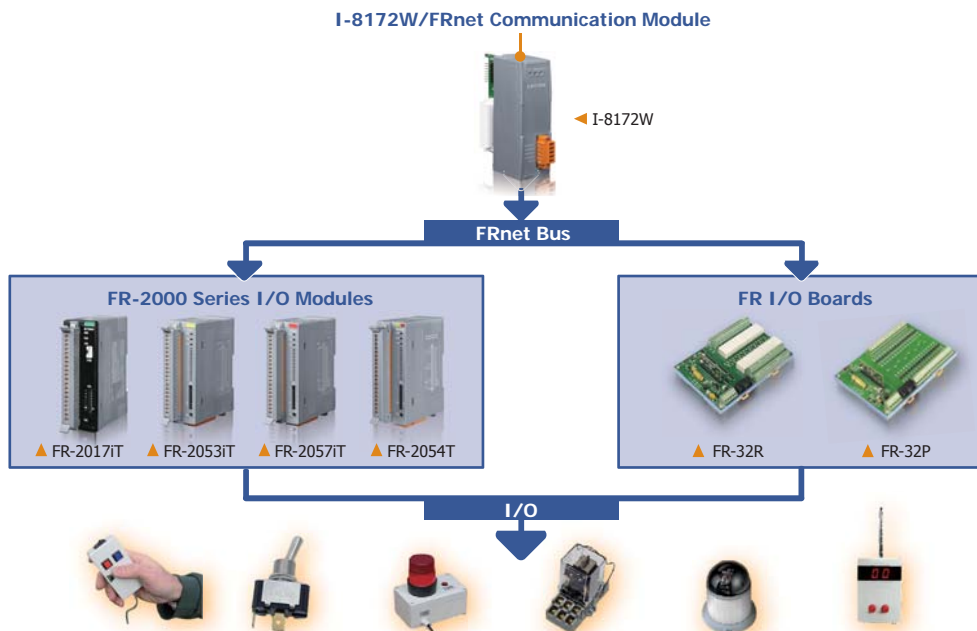 I-8172W/FRnet Communication Module
I-8172W
FRnet Bus
FR-2000 Series I/O Modules
FR I/O Boards
FR-2017iT
FR-2053iT
FR-2057iT
FR-2054T
FR-32R
FR-32P
I/O